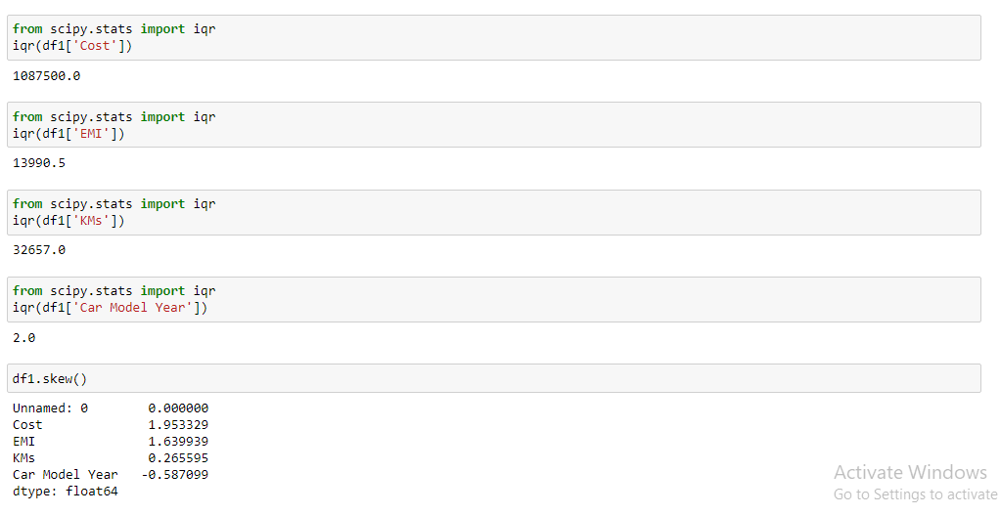 from scipy.stats import iqr
iqr(df1['Cost'])
1087500.0
from scipy.stats import iqr
iqr(df1['EMI'])
13990.5
from scipy.stats import iqr
iqr(df1['KMs'])
32657.0
from scipy.stats import iqr
iqr(df1['Car Model Year'])
2.0
df1.skew()
Unnamed: 0        0.000000
Cost              1.953329
EMI               1.639939
KMs               0.265595
Car Model Year   -0.587099
dtype: float64
Activate Windows
Go to Settings to activate